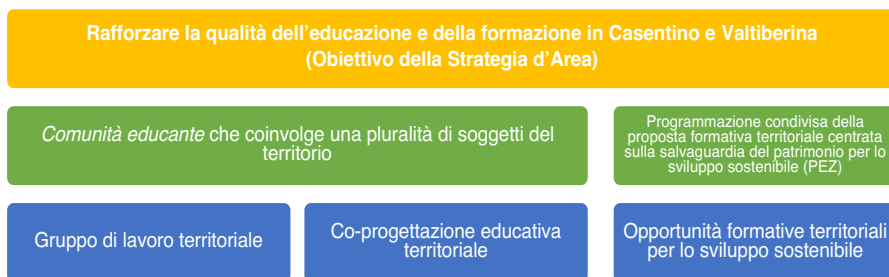 Rafforzare la qualità dell'educazione e della formazione in Casentino e Valtiberina
(Obiettivo della Strategia d'Area)
Comunità educante che coinvolge una pluralità di soggetti del
territorio
Programmazione condivisa della
proposta formativa territoriale centrata
sulla salvaguardia del patrimonio per lo
sviluppo sostenibile (PEZ)
Gruppo di lavoro territoriale
Co-progettazione educativa
territoriale
Opportunità formative territoriali
per lo sviluppo sostenibile